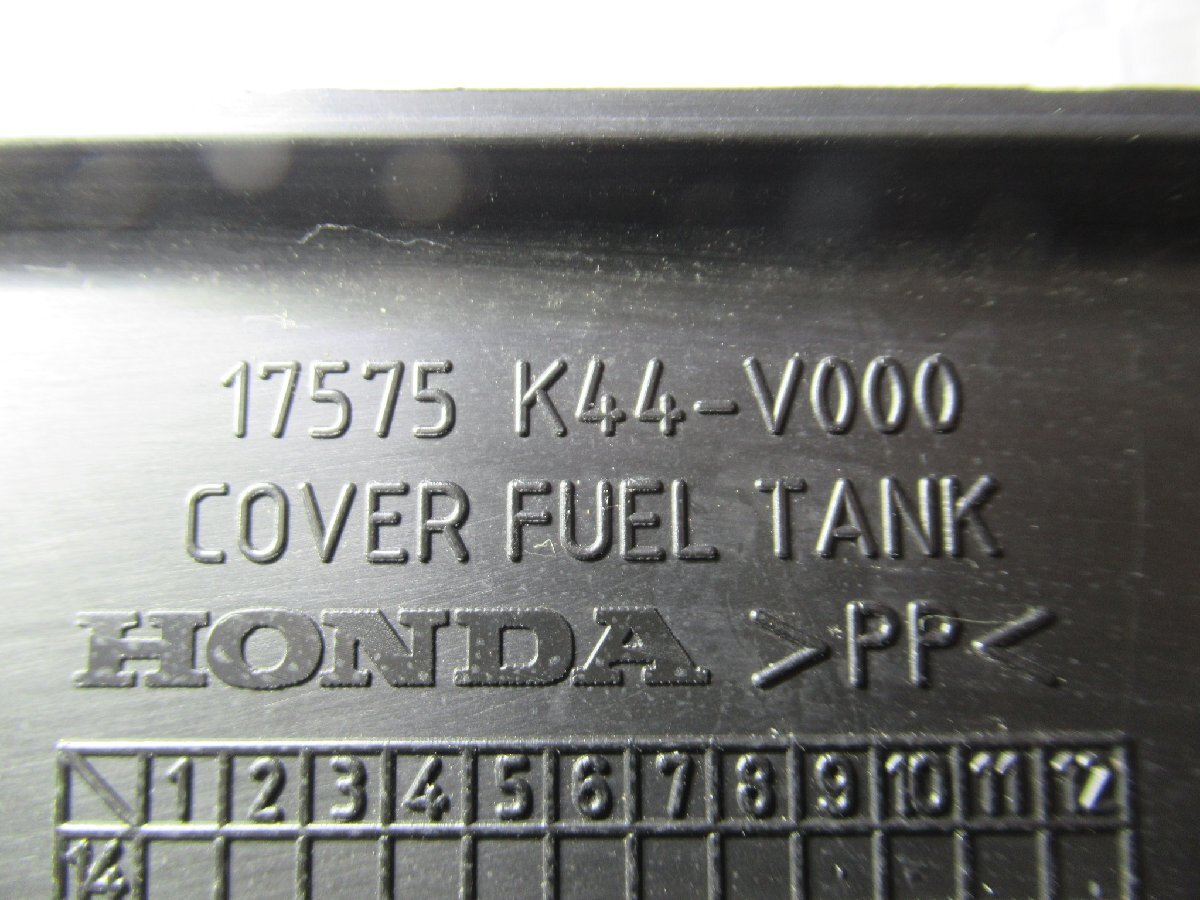 17575 K44-V000
COVER FUEL TANK
HONDA >PP<
1 2 3 4 5 6 7 8 9 10 11 12
14